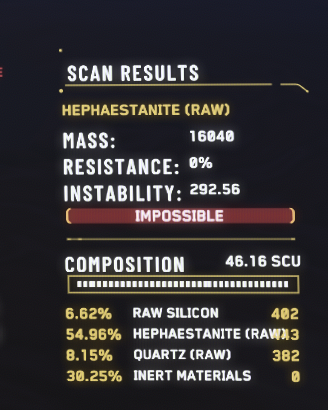 SCAN RESULTS
HEPHAESTANITE (RAW)
MASS: 16040
RESISTANCE: 0%
INSTABILITY: 292.56
IMPOSSIBLE
COMPOSITION 46.16 SCU
6.62% RAW SILICON 402
54.96% HEPHAESTANITE (RAW)
8.15% QUARTZ (RAW) 382
30.25% INERT MATERIALS 0